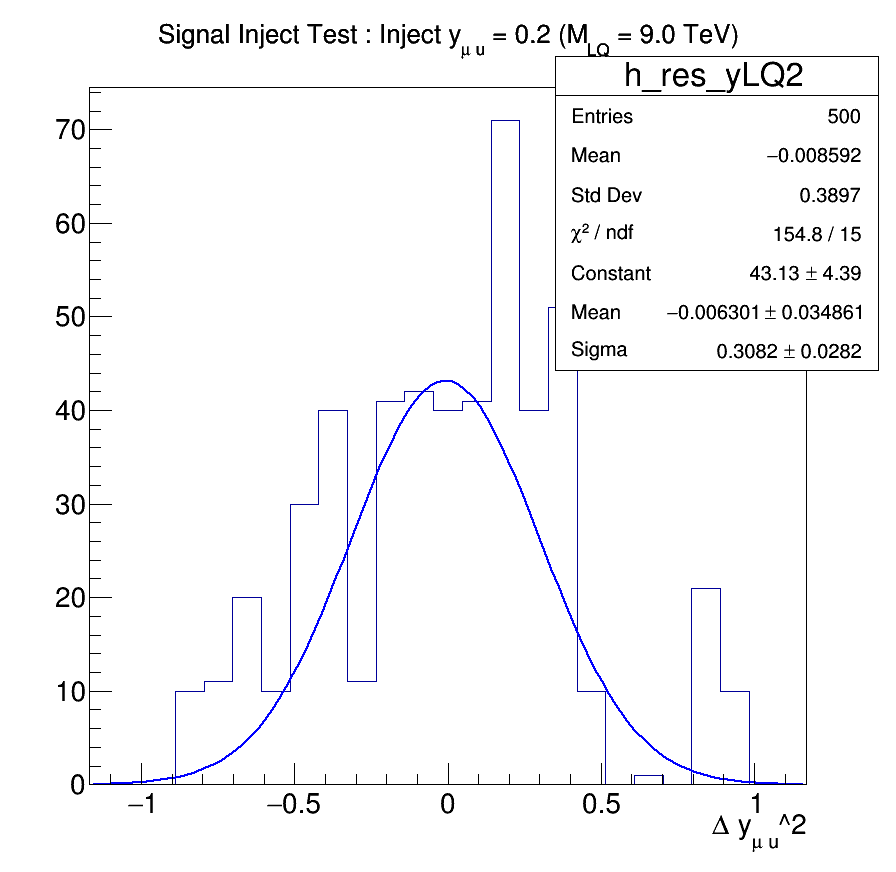 Signal Inject Test : Inject y_μ u = 0.2 (M_LQ = 9.0 TeV)
h_res_yLQ2
Entries 500
Mean −0.008592
Std Dev 0.3897
χ² / ndf 154.8 / 15
Constant 43.13 ± 4.39
Mean −0.006301 ± 0.034861
Sigma 0.3082 ± 0.0282
70
60
50
40
30
20
10
0
−1 −0.5 0 0.5 1
Δ y_μ u^2